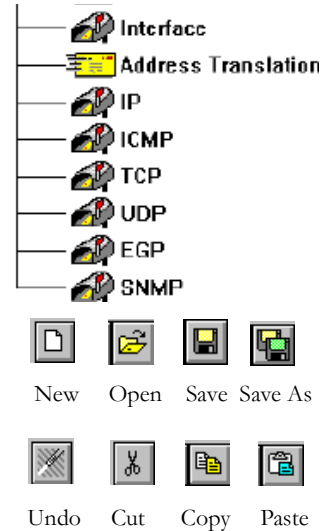 Interface
Address Translation
IP
ICMP
TCP
UDP
EGP
SNMP
New Open Save Save As
Undo Cut Copy Paste